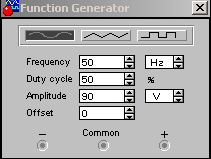 Function Generator
Frequency 50 Hz
Duty cycle 50 %
Amplitude 90 V
Offset 0
− Common +